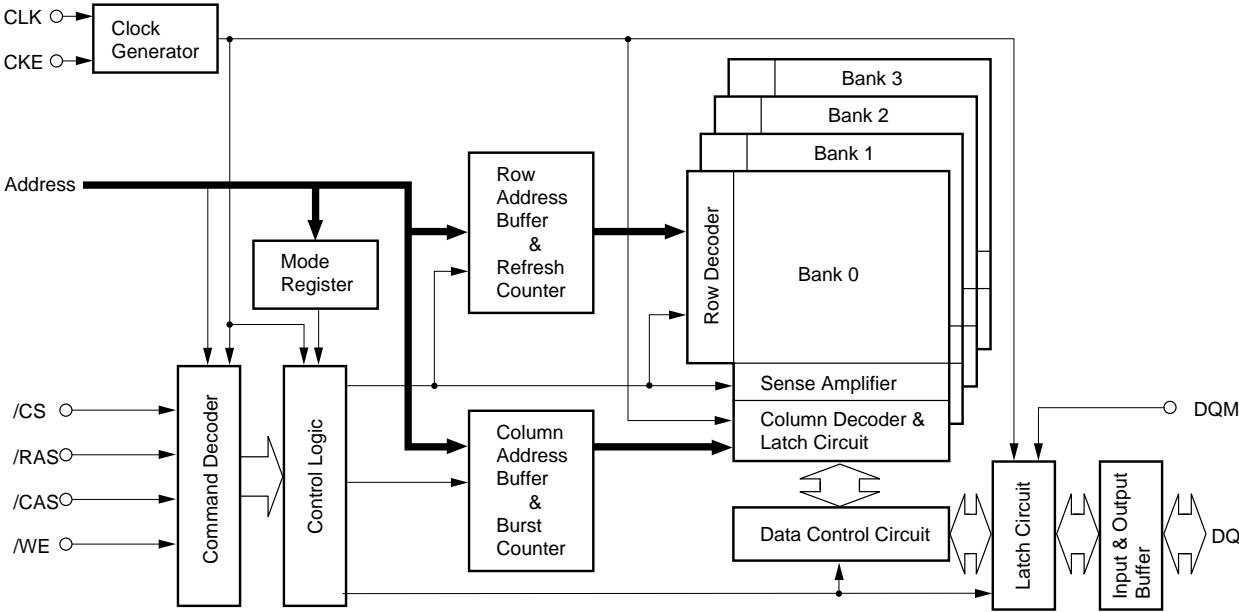 CLK
CKE
Clock
Generator
Bank 3
Bank 2
Bank 1
Address
Row
Address
Buffer
&
Refresh
Counter
Mode
Register
Row Decoder
Bank 0
Sense Amplifier
Column Decoder &
Latch Circuit
/CS
/RAS
/CAS
/WE
Command Decoder
Control Logic
Column
Address
Buffer
&
Burst
Counter
Data Control Circuit
DQM
Latch Circuit
Input & Output
Buffer
DQ